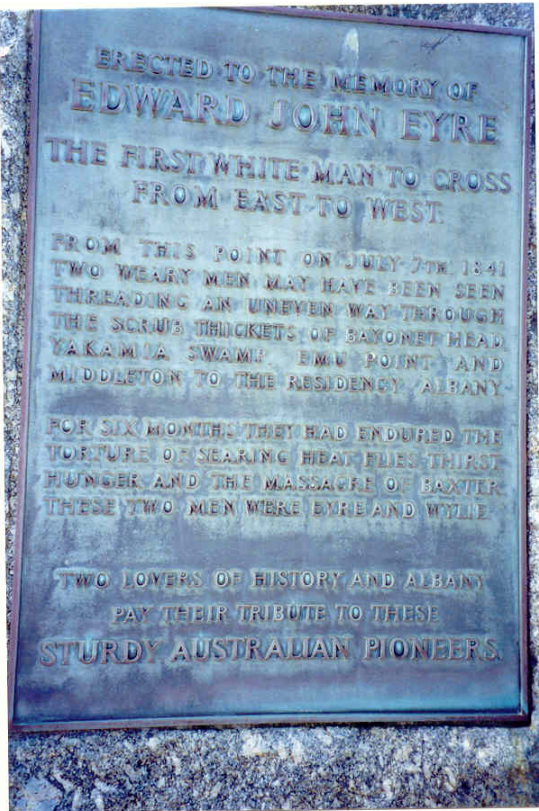 ERECTED TO THE MEMORY OF
EDWARD JOHN EYRE
THE FIRST WHITE MAN TO CROSS
FROM EAST TO WEST.
FROM THIS POINT ON JULY 7TH 1841
TWO WEARY MEN MAY HAVE BEEN SEEN
THREADING AN UNEVEN WAY THROUGH
THE SCRUB THICKETS OF BAYONET HEAD
YAKAMIA SWAMP EMU POINT AND
MIDDLETON TO THE RESIDENCY ALBANY
FOR SIX MONTHS THEY HAD ENDURED THE
TORTURE OF SEARING HEAT FLIES THIRST
HUNGER AND THE MASSACRE OF BAXTER
THESE TWO MEN WERE EYRE AND WYLIE
TWO LOVERS OF HISTORY AND ALBANY
PAY THEIR TRIBUTE TO THESE
STURDY AUSTRALIAN PIONEERS.